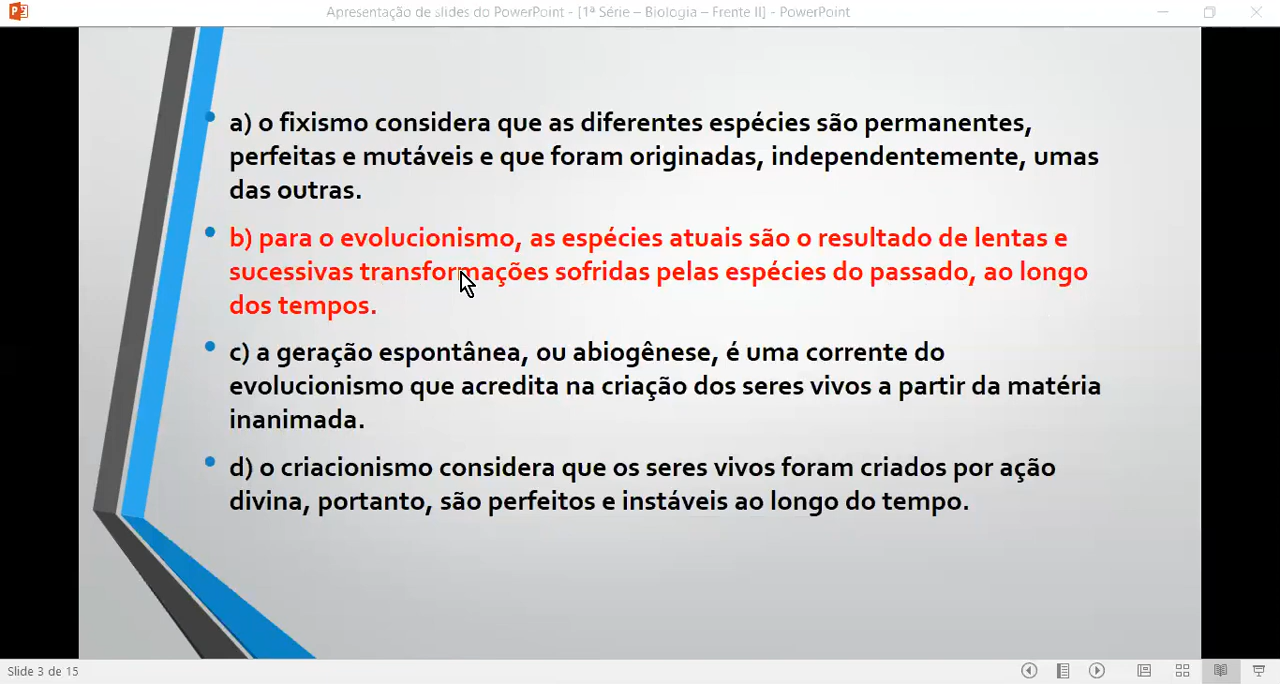 Apresentação de slides do PowerPoint - [1ª Série – Biologia – Frente II] - PowerPoint
a) o fixismo considera que as diferentes espécies são permanentes,
perfeitas e mutáveis e que foram originadas, independentemente, umas
das outras.
b) para o evolucionismo, as espécies atuais são o resultado de lentas e
sucessivas transformações sofridas pelas espécies do passado, ao longo
dos tempos.
c) a geração espontânea, ou abiogênese, é uma corrente do
evolucionismo que acredita na criação dos seres vivos a partir da matéria
inanimada.
d) o criacionismo considera que os seres vivos foram criados por ação
divina, portanto, são perfeitos e instáveis ao longo do tempo.
Slide 3 de 15